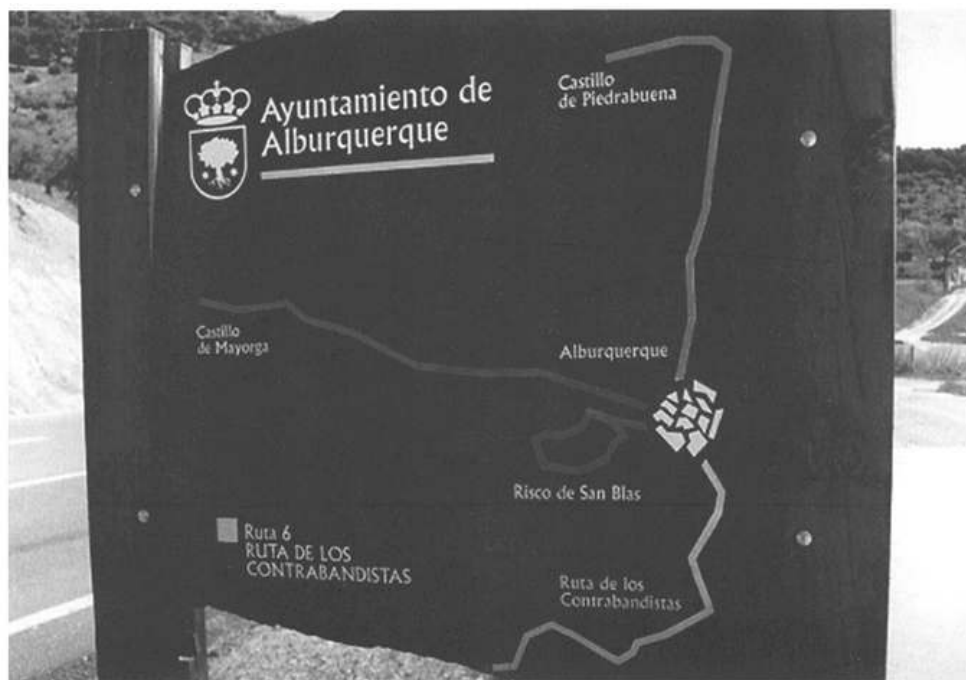 Ayuntamiento de
Alburquerque
Castillo
de Piedrabuena
Castillo
de Mayorga
Alburquerque
Risco de San Blas
Ruta 6
RUTA DE LOS
CONTRABANDISTAS
Ruta de los
Contrabandistas